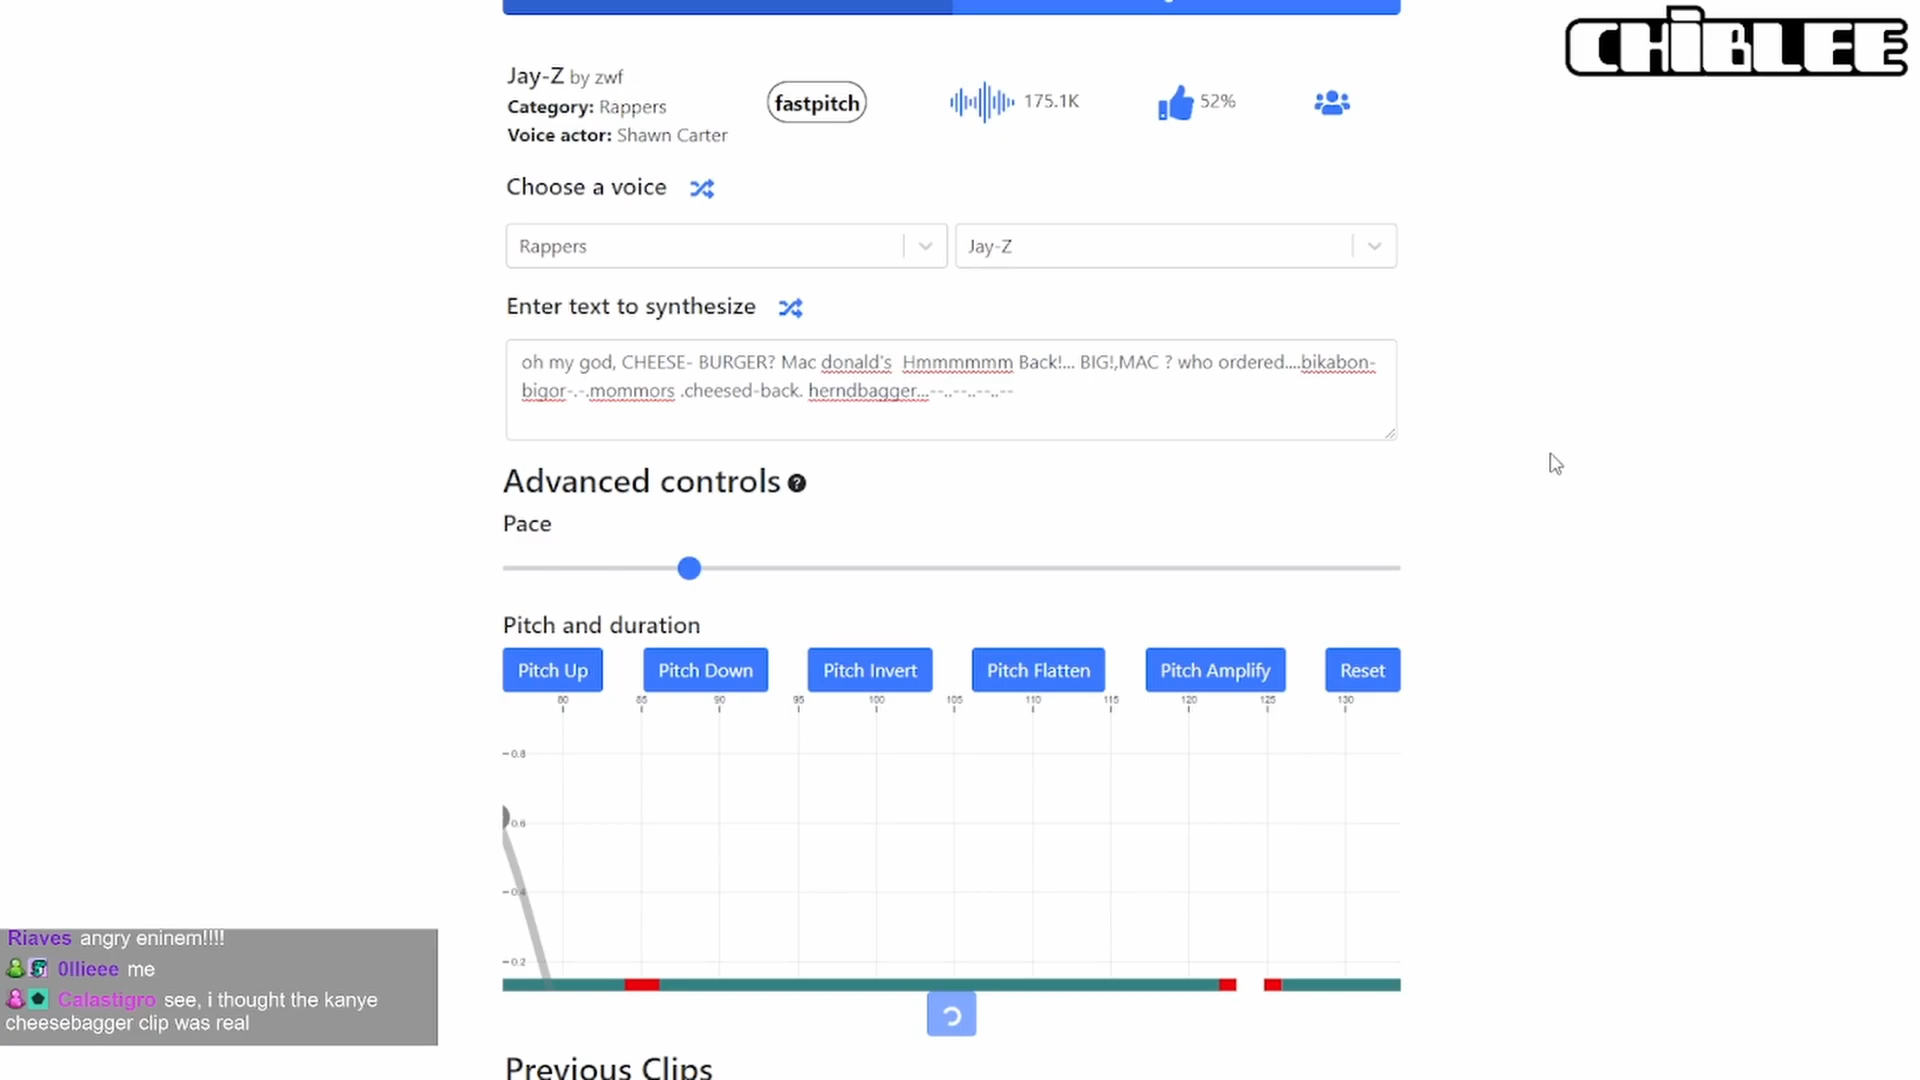 CHiBLEE
Jay-Z by zwf
Category: Rappers
Voice actor: Shawn Carter
fastpitch
175.1K
52%
Choose a voice
Rappers
Jay-Z
Enter text to synthesize
oh my god, CHEESE- BURGER? Mac donald's  Hmmmmmm Back!... BIG!,MAC ? who ordered....bikabon-
bigor-.-.mommors .cheesed-back. herndbagger...--..--..--..--
Advanced controls
Pace
Pitch and duration
Pitch Up
Pitch Down
Pitch Invert
Pitch Flatten
Pitch Amplify
Reset
80 85 90 95 100 105 110 115 120 125 130
0.8
0.6
0.4
0.2
Riaves angry eninem!!!!
0llieee me
Calastigro see, i thought the kanye
cheesebagger clip was real
Previous Clips